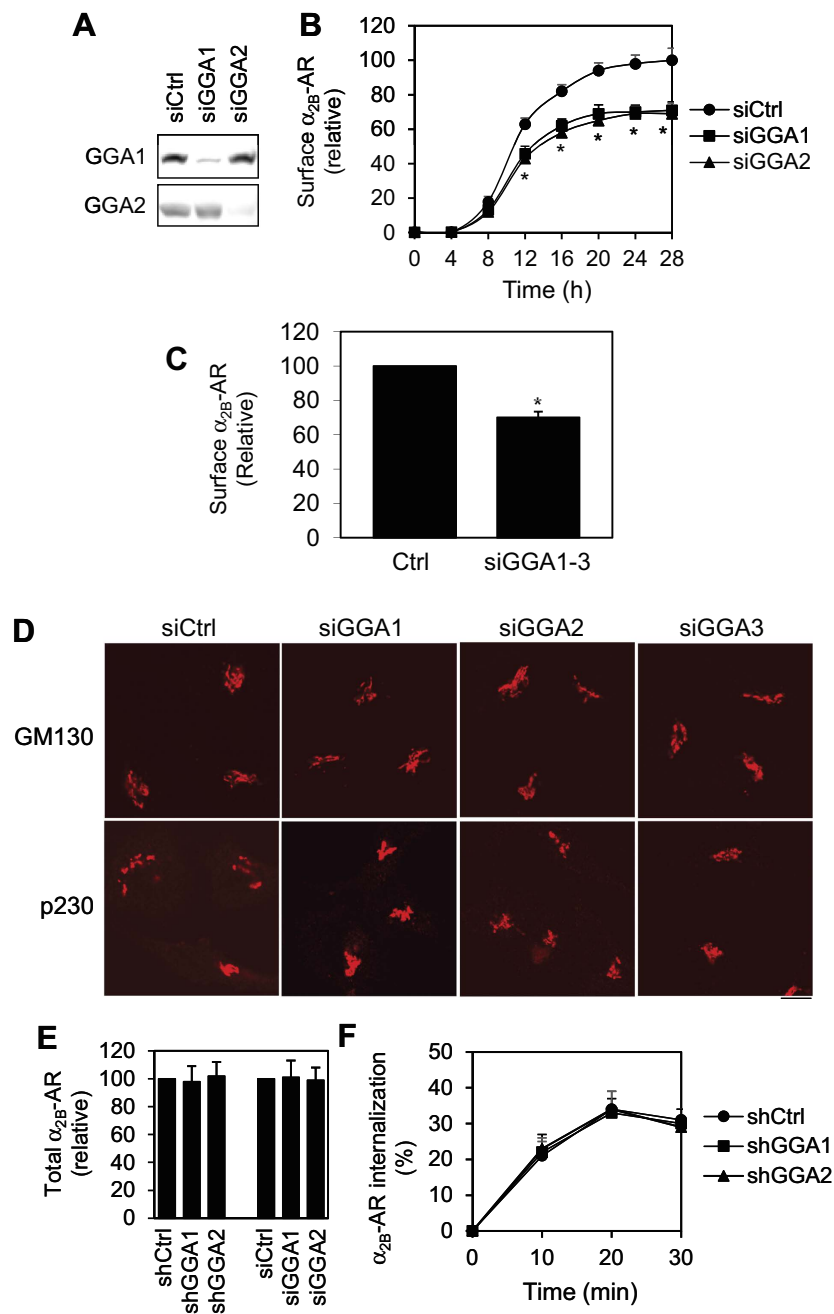 A
siCtrl
siGGA1
siGGA2
GGA1
GGA2
B
Surface α2B-AR
(relative)
120
100
80
60
40
20
0
0 4 8 12 16 20 24 28
Time (h)
* * * * *
siCtrl
siGGA1
siGGA2
C
Surface α2B-AR
(Relative)
120
100
80
60
40
20
0
*
Ctrl siGGA1-3
D
siCtrl siGGA1 siGGA2 siGGA3
GM130
p230
E
Total α2B-AR
(relative)
120
100
80
60
40
20
0
shCtrl
shGGA1
shGGA2
siCtrl
siGGA1
siGGA2
F
α2B-AR internalization
(%)
50
40
30
20
10
0
0 10 20 30
Time (min)
shCtrl
shGGA1
shGGA2